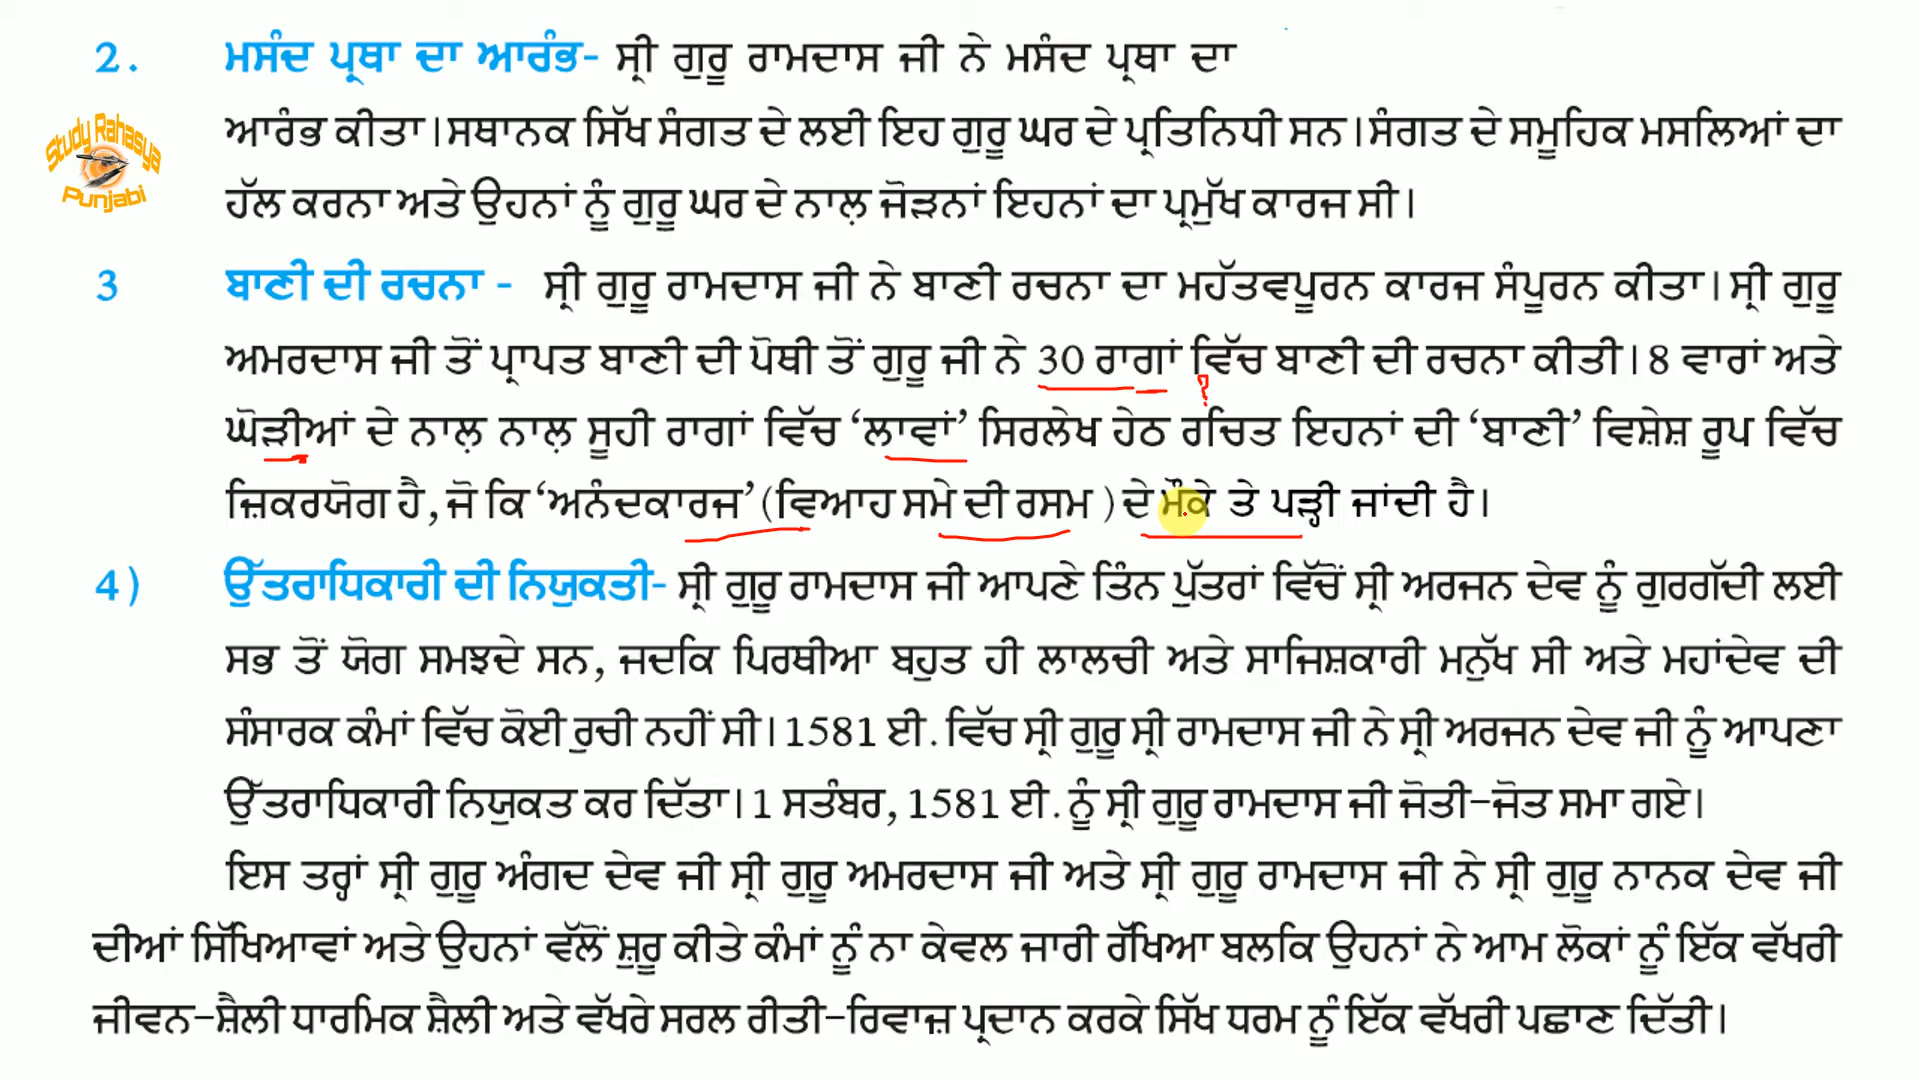 2. ਮਸੰਦ ਪ੍ਰਥਾ ਦਾ ਆਰੰਭ- ਸ੍ਰੀ ਗੁਰੂ ਰਾਮਦਾਸ ਜੀ ਨੇ ਮਸੰਦ ਪ੍ਰਥਾ ਦਾ
ਆਰੰਭ ਕੀਤਾ। ਸਥਾਨਕ ਸਿੱਖ ਸੰਗਤ ਦੇ ਲਈ ਇਹ ਗੁਰੂ ਘਰ ਦੇ ਪ੍ਰਤਿਨਿਧੀ ਸਨ। ਸੰਗਤ ਦੇ ਸਮੂਹਿਕ ਮਸਲਿਆਂ ਦਾ
Study Rahasya
Punjabi
ਹੱਲ ਕਰਨਾ ਅਤੇ ਉਹਨਾਂ ਨੂੰ ਗੁਰੂ ਘਰ ਦੇ ਨਾਲ਼ ਜੋੜਨਾਂ ਇਹਨਾਂ ਦਾ ਪ੍ਰਮੁੱਖ ਕਾਰਜ ਸੀ।
3 ਬਾਣੀ ਦੀ ਰਚਨਾ - ਸ੍ਰੀ ਗੁਰੂ ਰਾਮਦਾਸ ਜੀ ਨੇ ਬਾਣੀ ਰਚਨਾ ਦਾ ਮਹੱਤਵਪੂਰਨ ਕਾਰਜ ਸੰਪੂਰਨ ਕੀਤਾ। ਸ੍ਰੀ ਗੁਰੂ
ਅਮਰਦਾਸ ਜੀ ਤੋਂ ਪ੍ਰਾਪਤ ਬਾਣੀ ਦੀ ਪੋਥੀ ਤੋਂ ਗੁਰੂ ਜੀ ਨੇ 30 ਰਾਗਾਂ ਵਿੱਚ ਬਾਣੀ ਦੀ ਰਚਨਾ ਕੀਤੀ। 8 ਵਾਰਾਂ ਅਤੇ
?
ਘੋੜੀਆਂ ਦੇ ਨਾਲ਼ ਨਾਲ਼ ਸੂਹੀ ਰਾਗਾਂ ਵਿੱਚ ‘ਲਾਵਾਂ’ ਸਿਰਲੇਖ ਹੇਠ ਰਚਿਤ ਇਹਨਾਂ ਦੀ ‘ਬਾਣੀ’ ਵਿਸ਼ੇਸ਼ ਰੂਪ ਵਿੱਚ
ਜ਼ਿਕਰਯੋਗ ਹੈ, ਜੋ ਕਿ ‘ਅਨੰਦਕਾਰਜ’ (ਵਿਆਹ ਸਮੇ ਦੀ ਰਸਮ ) ਦੇ ਮੌਕੇ ਤੇ ਪੜ੍ਹੀ ਜਾਂਦੀ ਹੈ।
4) ਉੱਤਰਾਧਿਕਾਰੀ ਦੀ ਨਿਯੁਕਤੀ- ਸ੍ਰੀ ਗੁਰੂ ਰਾਮਦਾਸ ਜੀ ਆਪਣੇ ਤਿੰਨ ਪੁੱਤਰਾਂ ਵਿੱਚੋਂ ਸ੍ਰੀ ਅਰਜਨ ਦੇਵ ਨੂੰ ਗੁਰਗੱਦੀ ਲਈ
ਸਭ ਤੋਂ ਯੋਗ ਸਮਝਦੇ ਸਨ, ਜਦਕਿ ਪਿਰਥੀਆ ਬਹੁਤ ਹੀ ਲਾਲਚੀ ਅਤੇ ਸਾਜਿਸ਼ਕਾਰੀ ਮਨੁੱਖ ਸੀ ਅਤੇ ਮਹਾਂਦੇਵ ਦੀ
ਸੰਸਾਰਕ ਕੰਮਾਂ ਵਿੱਚ ਕੋਈ ਰੁਚੀ ਨਹੀਂ ਸੀ। 1581 ਈ. ਵਿੱਚ ਸ੍ਰੀ ਗੁਰੂ ਸ੍ਰੀ ਰਾਮਦਾਸ ਜੀ ਨੇ ਸ੍ਰੀ ਅਰਜਨ ਦੇਵ ਜੀ ਨੂੰ ਆਪਣਾ
ਉੱਤਰਾਧਿਕਾਰੀ ਨਿਯੁਕਤ ਕਰ ਦਿੱਤਾ। 1 ਸਤੰਬਰ, 1581 ਈ. ਨੂੰ ਸ੍ਰੀ ਗੁਰੂ ਰਾਮਦਾਸ ਜੀ ਜੋਤੀ-ਜੋਤ ਸਮਾ ਗਏ।
ਇਸ ਤਰ੍ਹਾਂ ਸ੍ਰੀ ਗੁਰੂ ਅੰਗਦ ਦੇਵ ਜੀ ਸ੍ਰੀ ਗੁਰੂ ਅਮਰਦਾਸ ਜੀ ਅਤੇ ਸ੍ਰੀ ਗੁਰੂ ਰਾਮਦਾਸ ਜੀ ਨੇ ਸ੍ਰੀ ਗੁਰੂ ਨਾਨਕ ਦੇਵ ਜੀ
ਦੀਆਂ ਸਿੱਖਿਆਵਾਂ ਅਤੇ ਉਹਨਾਂ ਵੱਲੋਂ ਸ਼ੁਰੂ ਕੀਤੇ ਕੰਮਾਂ ਨੂੰ ਨਾ ਕੇਵਲ ਜਾਰੀ ਰੱਖਿਆ ਬਲਕਿ ਉਹਨਾਂ ਨੇ ਆਮ ਲੋਕਾਂ ਨੂੰ ਇੱਕ ਵੱਖਰੀ
ਜੀਵਨ-ਸ਼ੈਲੀ ਧਾਰਮਿਕ ਸ਼ੈਲੀ ਅਤੇ ਵੱਖਰੇ ਸਰਲ ਰੀਤੀ-ਰਿਵਾਜ਼ ਪ੍ਰਦਾਨ ਕਰਕੇ ਸਿੱਖ ਧਰਮ ਨੂੰ ਇੱਕ ਵੱਖਰੀ ਪਛਾਣ ਦਿੱਤੀ।